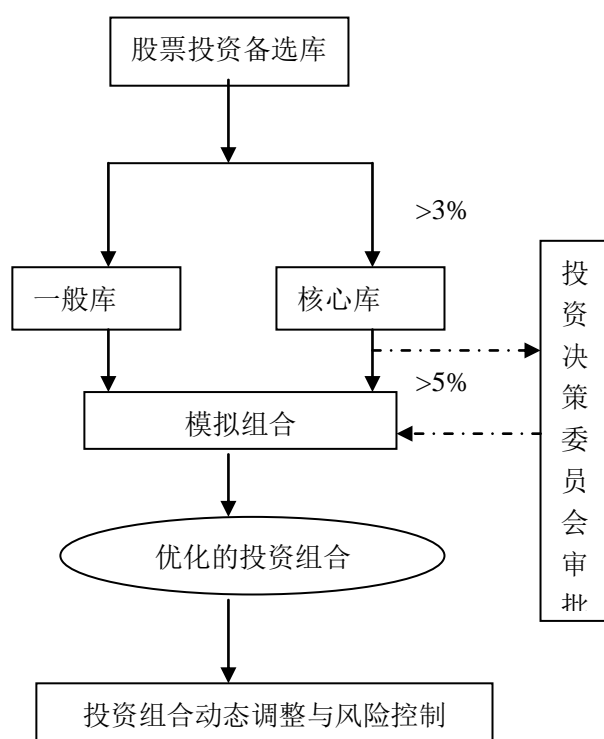 股票投资备选库
>3%
一般库
核心库
>5%
模拟组合
投资决策委员会审批
优化的投资组合
投资组合动态调整与风险控制